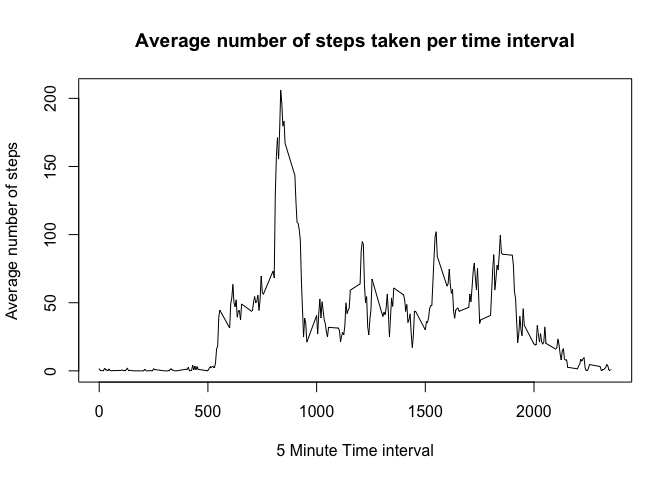 Average number of steps taken per time interval
Average number of steps
200
150
100
50
0
0 500 1000 1500 2000
5 Minute Time interval